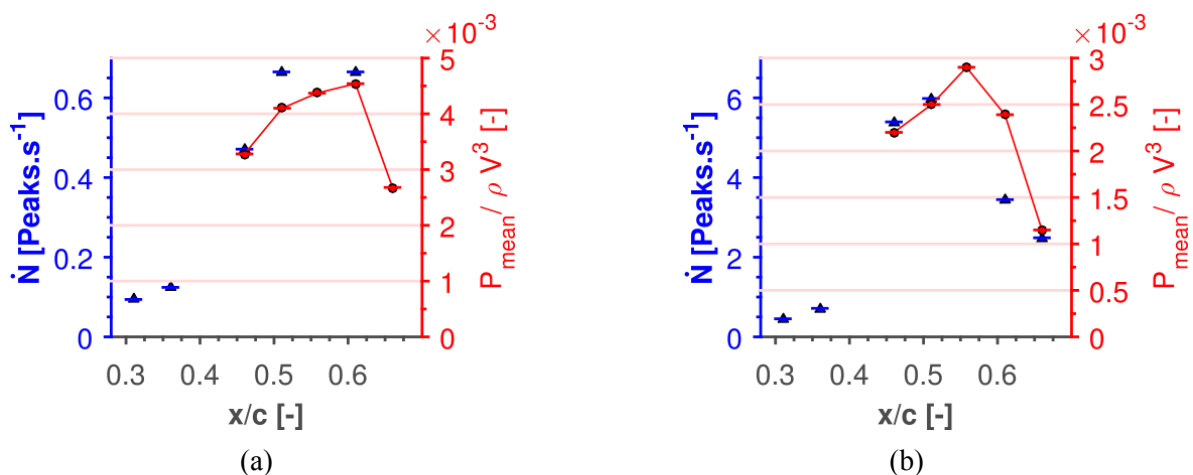 ×10⁻³
5
4
3
2
1
0
P_mean / ρ V³ [-]
0.6
0.4
0.2
0
Ṅ [Peaks.s⁻¹]
0.3 0.4 0.5 0.6
x/c [-]
(a)
×10⁻³
3
2.5
2
1.5
1
0.5
0
P_mean / ρ V³ [-]
6
4
2
0
Ṅ [Peaks.s⁻¹]
0.3 0.4 0.5 0.6
x/c [-]
(b)